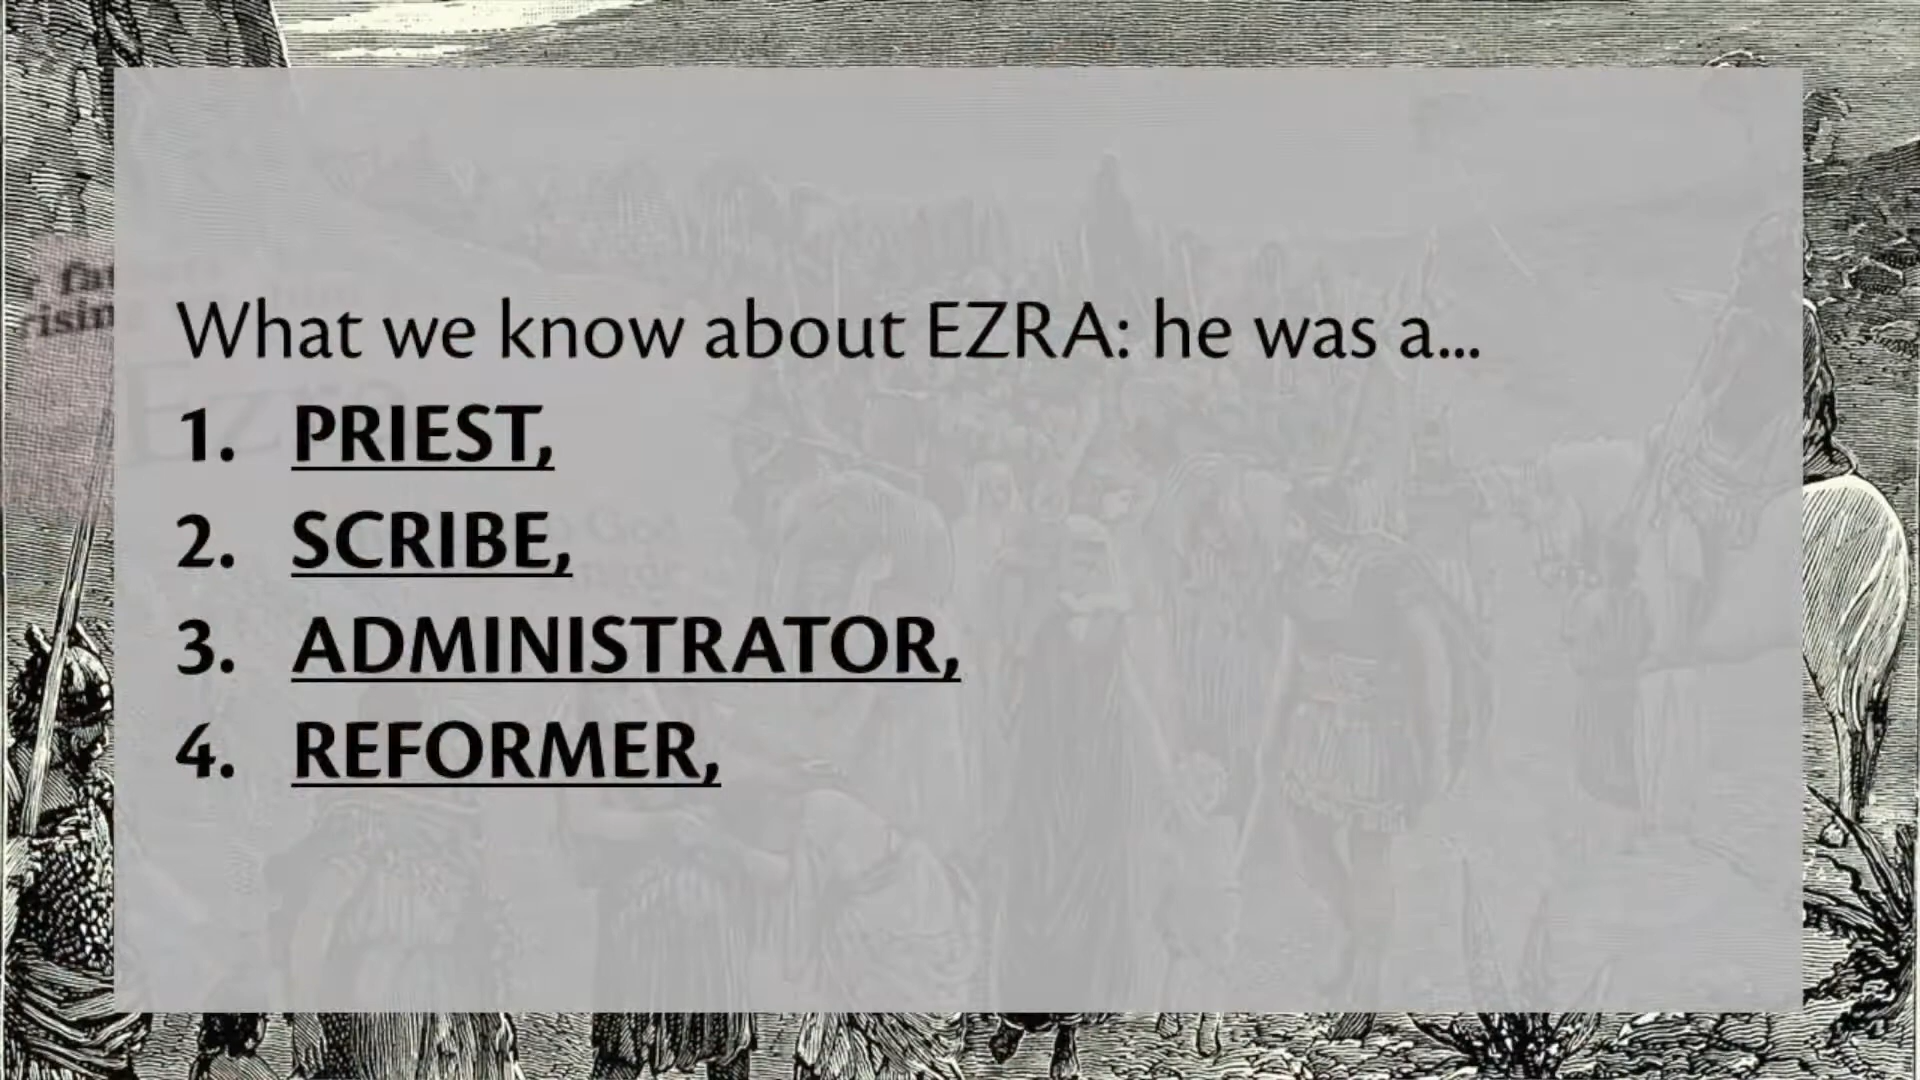 What we know about EZRA: he was a...
1. PRIEST,
2. SCRIBE,
3. ADMINISTRATOR,
4. REFORMER,